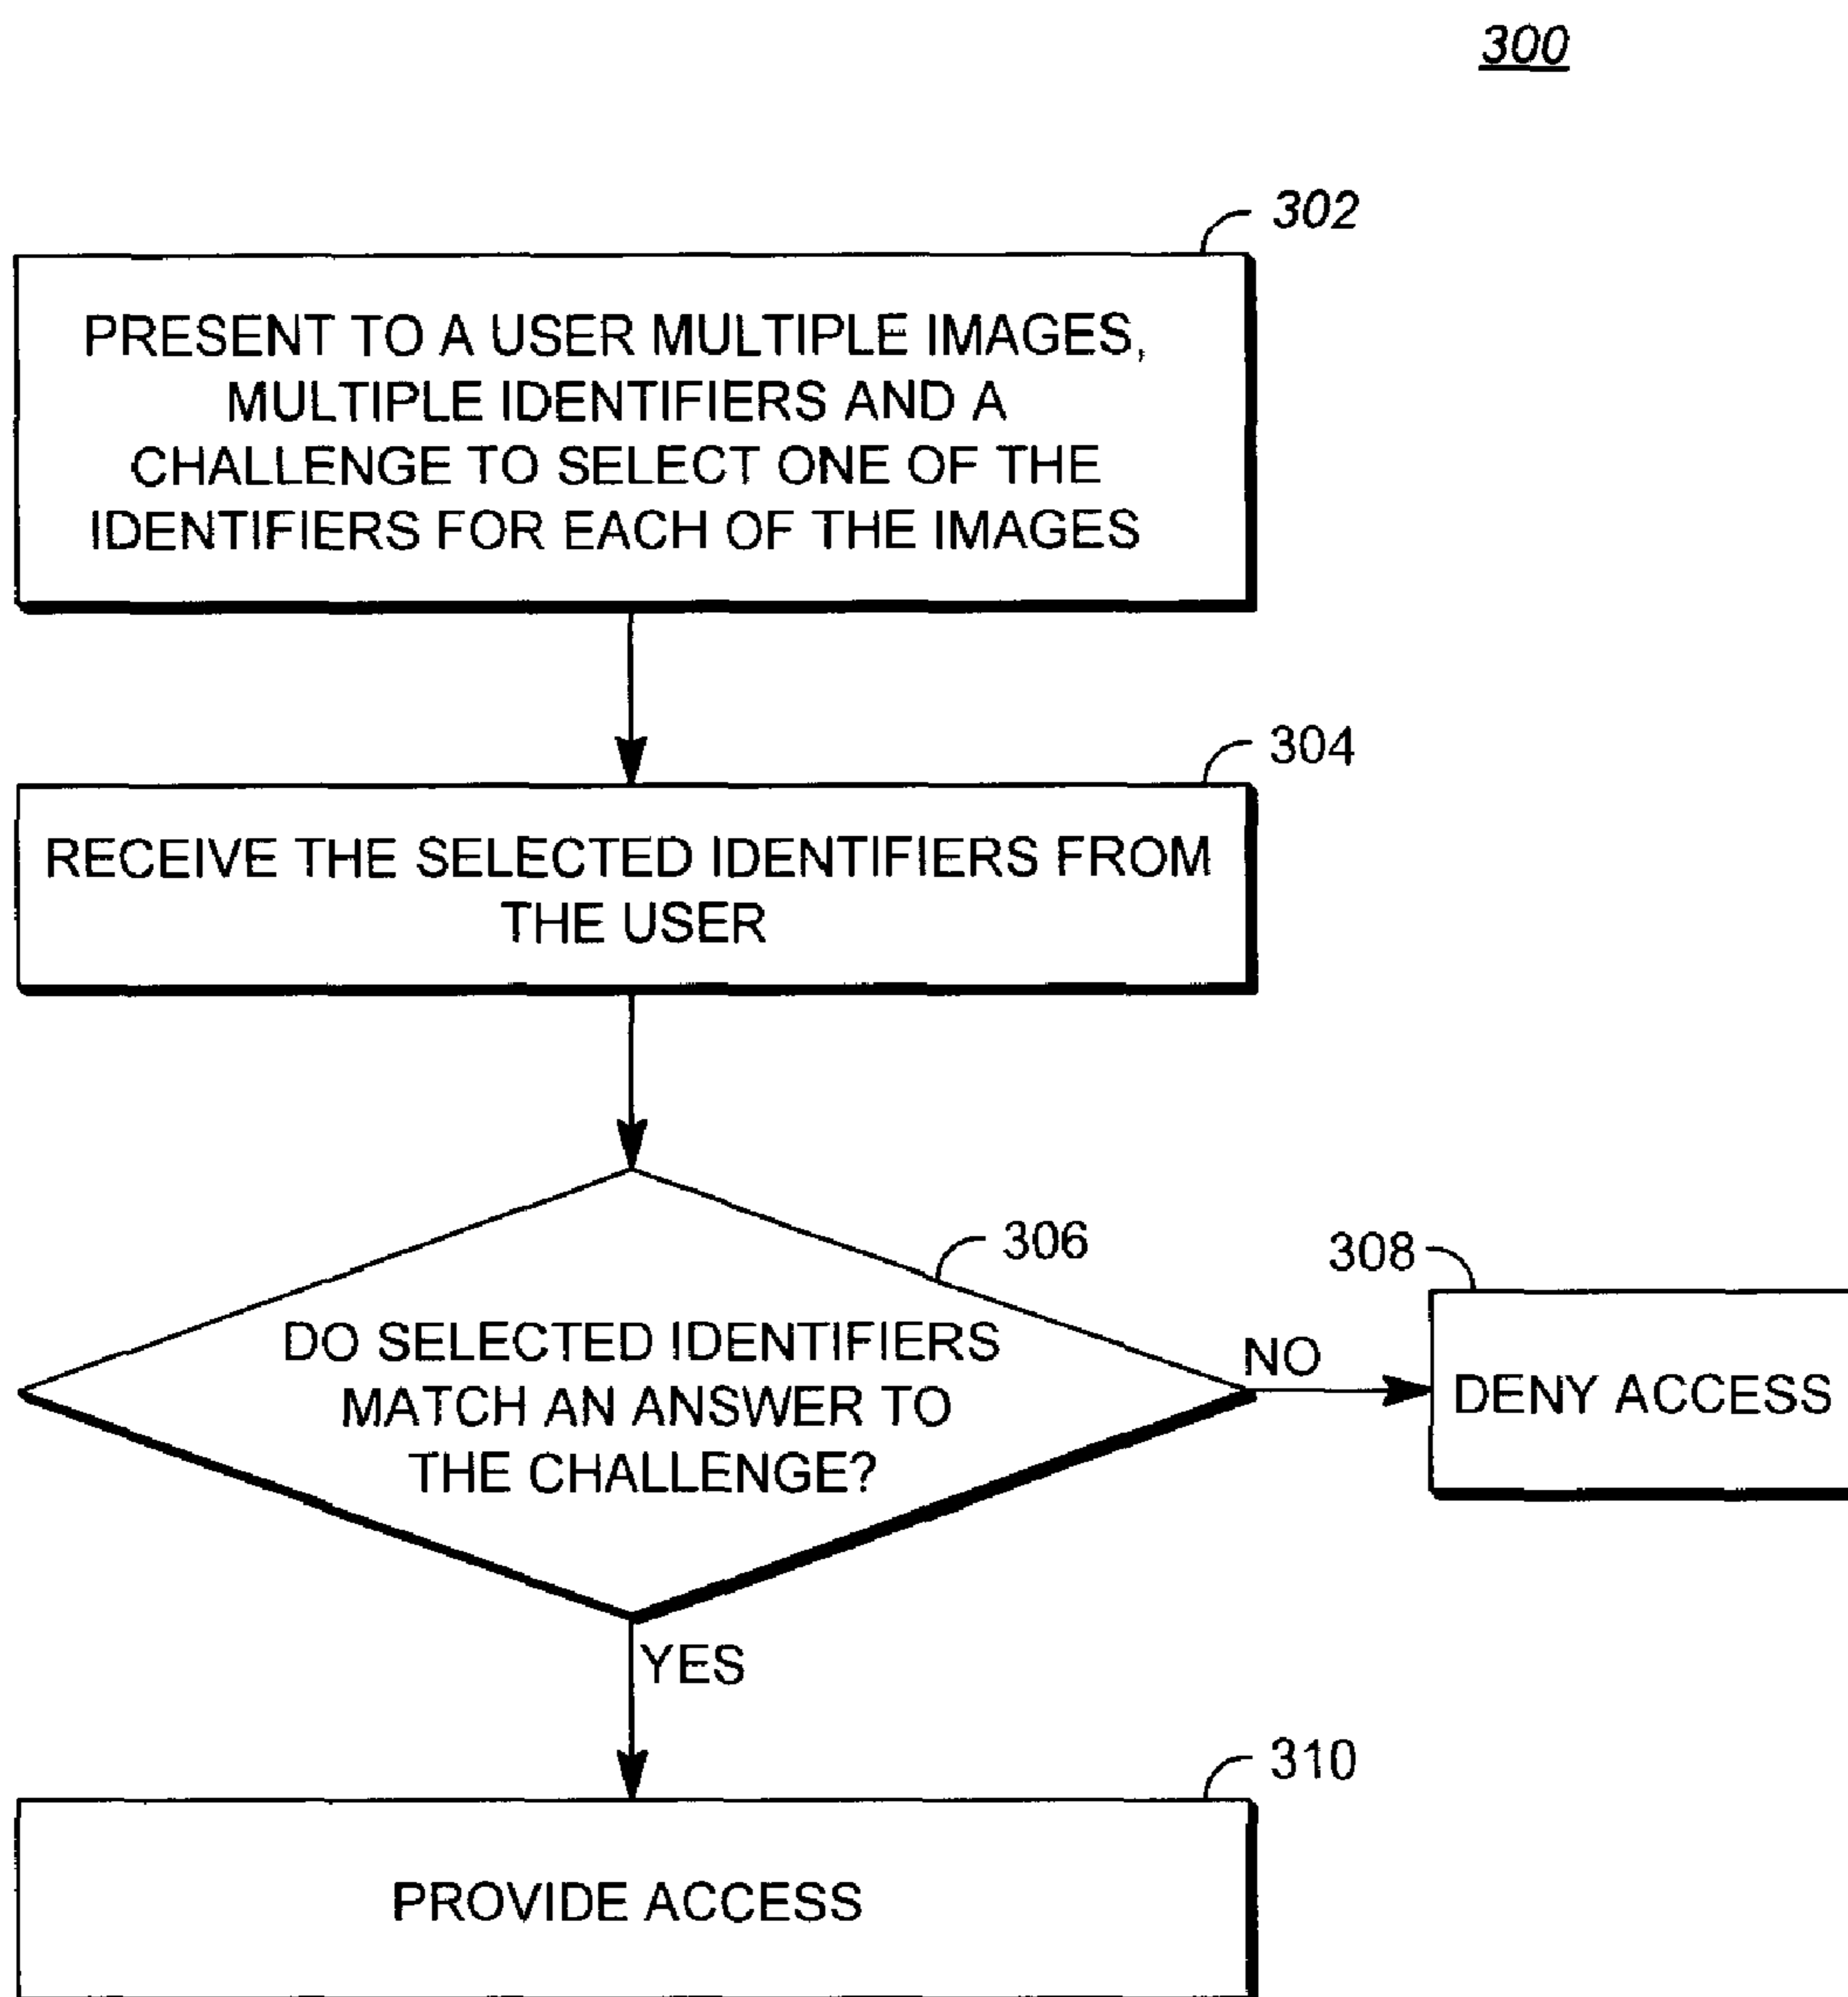 300
302
PRESENT TO A USER MULTIPLE IMAGES,
MULTIPLE IDENTIFIERS AND A
CHALLENGE TO SELECT ONE OF THE
IDENTIFIERS FOR EACH OF THE IMAGES
304
RECEIVE THE SELECTED IDENTIFIERS FROM
THE USER
306
DO SELECTED IDENTIFIERS
MATCH AN ANSWER TO
THE CHALLENGE?
NO
308
DENY ACCESS
YES
310
PROVIDE ACCESS